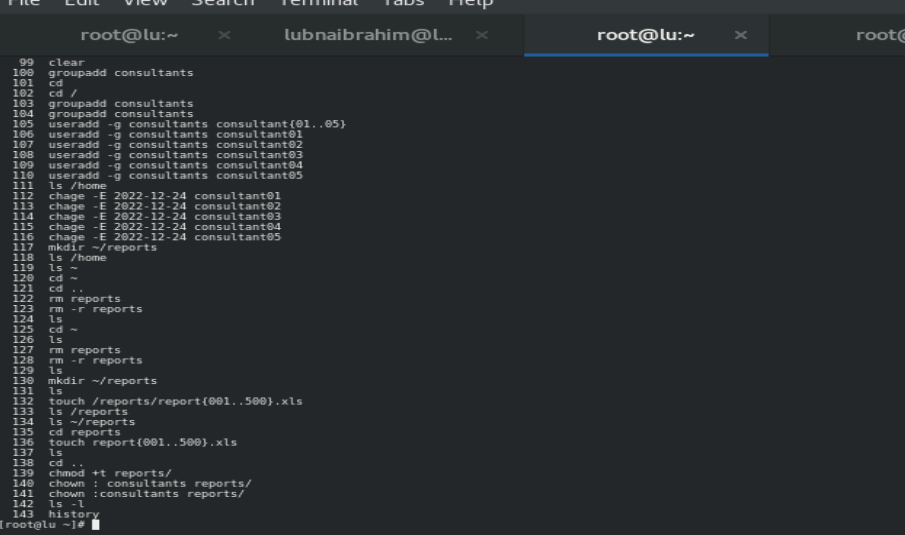 File Edit View Search Terminal Tabs Help
root@lu:~ × lubnaibrahim@l... × root@lu:~ × root@
99 clear
100 groupadd consultants
101 cd
102 cd /
103 groupadd consultants
104 groupadd consultants
105 useradd -g consultants consultant{01..05}
106 useradd -g consultants consultant01
107 useradd -g consultants consultant02
108 useradd -g consultants consultant03
109 useradd -g consultants consultant04
110 useradd -g consultants consultant05
111 ls /home
112 chage -E 2022-12-24 consultant01
113 chage -E 2022-12-24 consultant02
114 chage -E 2022-12-24 consultant03
115 chage -E 2022-12-24 consultant04
116 chage -E 2022-12-24 consultant05
117 mkdir ~/reports
118 ls /home
119 ls ~
120 cd ~
121 cd ..
122 rm reports
123 rm -r reports
124 ls
125 cd ~
126 ls
127 rm reports
128 rm -r reports
129 ls
130 mkdir ~/reports
131 ls
132 touch /reports/report{001..500}.xls
133 ls /reports
134 ls ~/reports
135 cd reports
136 touch report{001..500}.xls
137 ls
138 cd ..
139 chmod +t reports/
140 chown : consultants reports/
141 chown :consultants reports/
142 ls -l
143 history
[root@lu ~]#